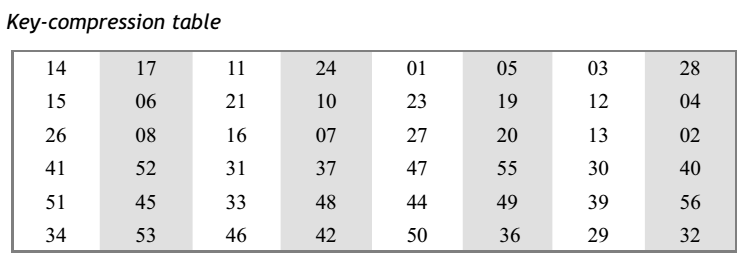 Key-compression table
14 17 11 24 01 05 03 28
15 06 21 10 23 19 12 04
26 08 16 07 27 20 13 02
41 52 31 37 47 55 30 40
51 45 33 48 44 49 39 56
34 53 46 42 50 36 29 32